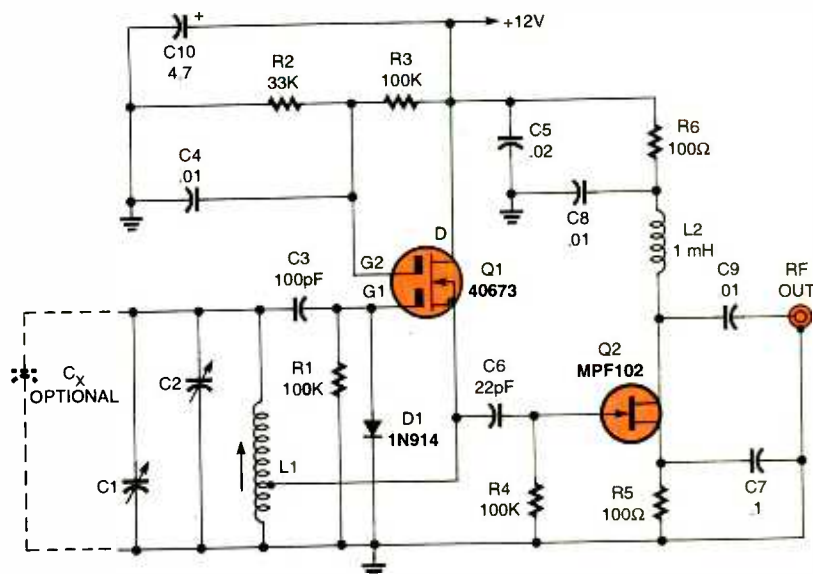 C10
4.7
+
+12V
R2
33K
R3
100K
C4
.01
C5
.02
R6
100Ω
C8
.01
L2
1 mH
D
G2
G1
Q1
40673
C3
100pF
C9
01
RF
OUT
CX
OPTIONAL
C2
C1
L1
R1
100K
D1
1N914
C6
22pF
Q2
MPF102
R4
100K
R5
100Ω
C7
.1